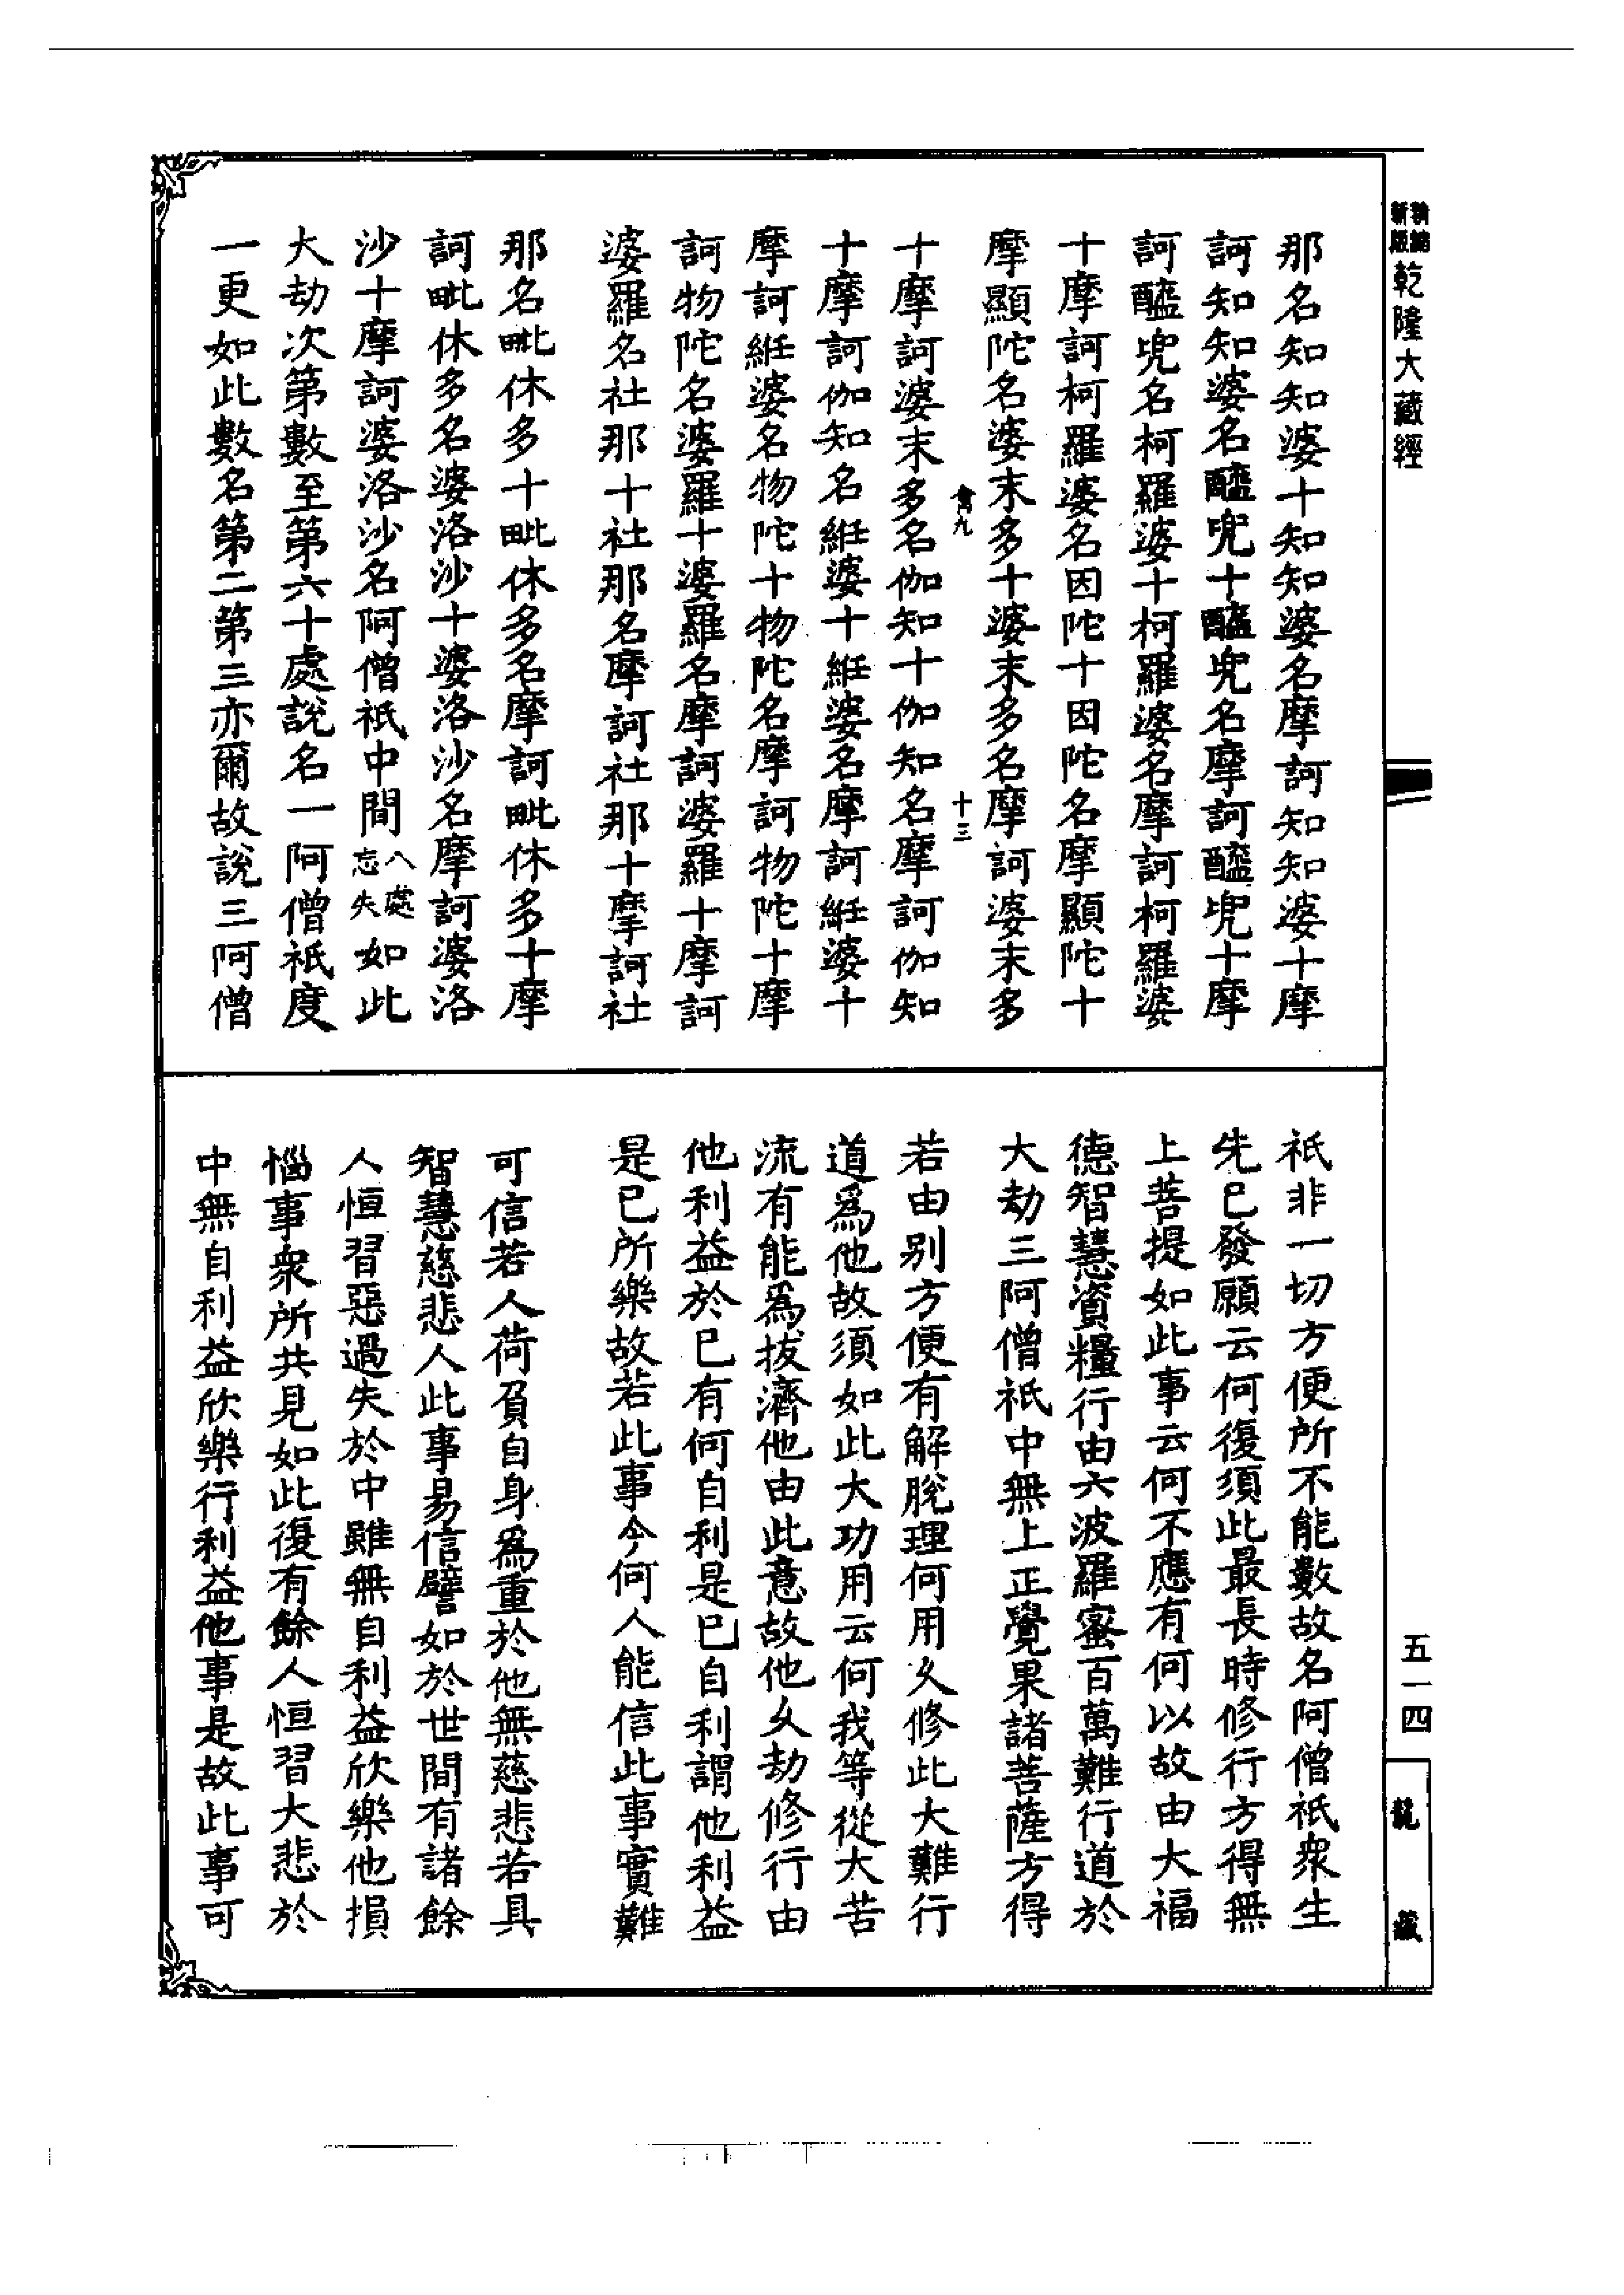 新編縮版 乾隆大藏經
那名知知婆十知知婆名摩訶知知婆十摩
訶知知婆名醯兜十醯兜名摩訶醯兜十摩
訶醯兜名柯羅婆十柯羅婆名摩訶柯羅婆
十摩訶柯羅婆名因陀十因陀名摩顯陀十
摩顯陀名婆末多十婆末多名摩訶婆末多
十三
十摩訶婆末多名伽知十伽知名摩訶伽知
十摩訶伽知名絍婆十絍婆名摩訶絍婆十
摩訶絍婆名物陀十物陀名摩訶物陀十摩
訶物陀名婆羅十婆羅名摩訶婆羅十摩訶
婆羅名社那十社那名摩訶社那十摩訶社
那名毗休多十毗休多名摩訶毗休多十摩
訶毗休多名婆洛沙十婆洛沙名摩訶婆洛
沙十摩訶婆洛沙名阿僧祇中間八處忘失如此
大劫次第數至第六十處說名一阿僧祇度
一更如此數名第二第三亦爾故說三阿僧
祇非一切方便所不能數故名阿僧祇衆生
先已發願云何復須此最長時修行方得無
上菩提如此事云何不應有何以故由大福
德智慧資糧行由六波羅蜜百萬難行道於
大劫三阿僧祇中無上正覺果諸菩薩方得
若由別方便有解脫理何用久修此大難行
道爲他故須如此大功用云何我等從大苦
流有能爲拔濟他由此意故他久劫修行由
他利益於已有何自利是已自利謂他利益
是已所樂故若此事今何人能信此事實難
可信若人荷負自身爲重於他無慈悲若具
智慧慈悲人此事易信譬如於世間有諸餘
人恒習惡過失於中雖無自利益欣樂他損
惱事衆所共見如此復有餘人恒習大悲於
中無自利益欣樂行利益他事是故此事可
五一四
龍藏